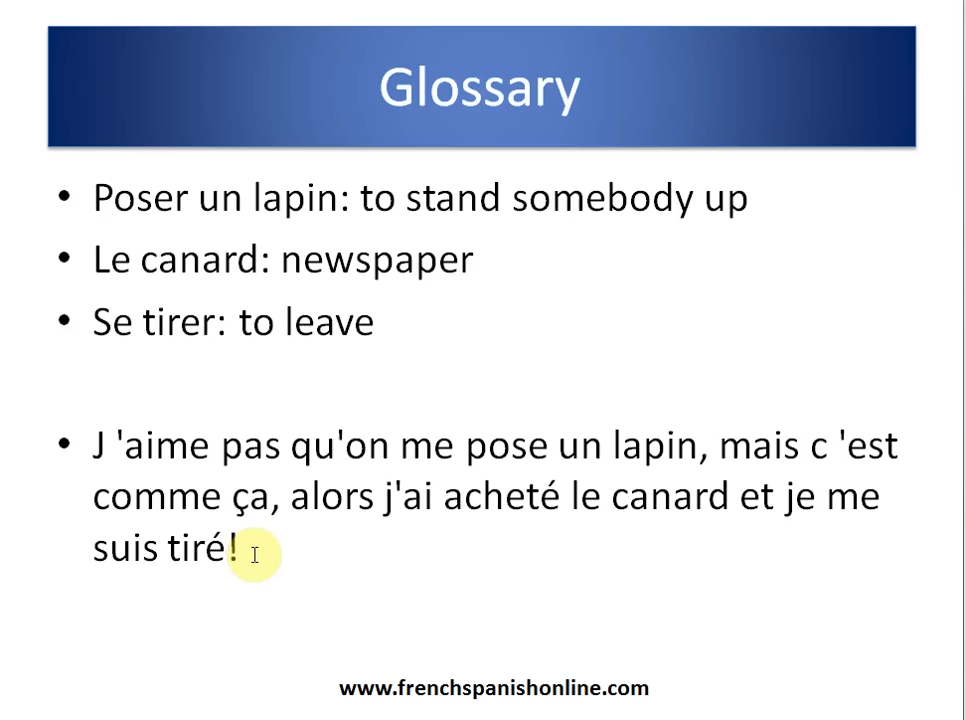 Glossary
• Poser un lapin: to stand somebody up
• Le canard: newspaper
• Se tirer: to leave
• J 'aime pas qu'on me pose un lapin, mais c 'est
comme ça, alors j'ai acheté le canard et je me
suis tiré!
www.frenchspanishonline.com